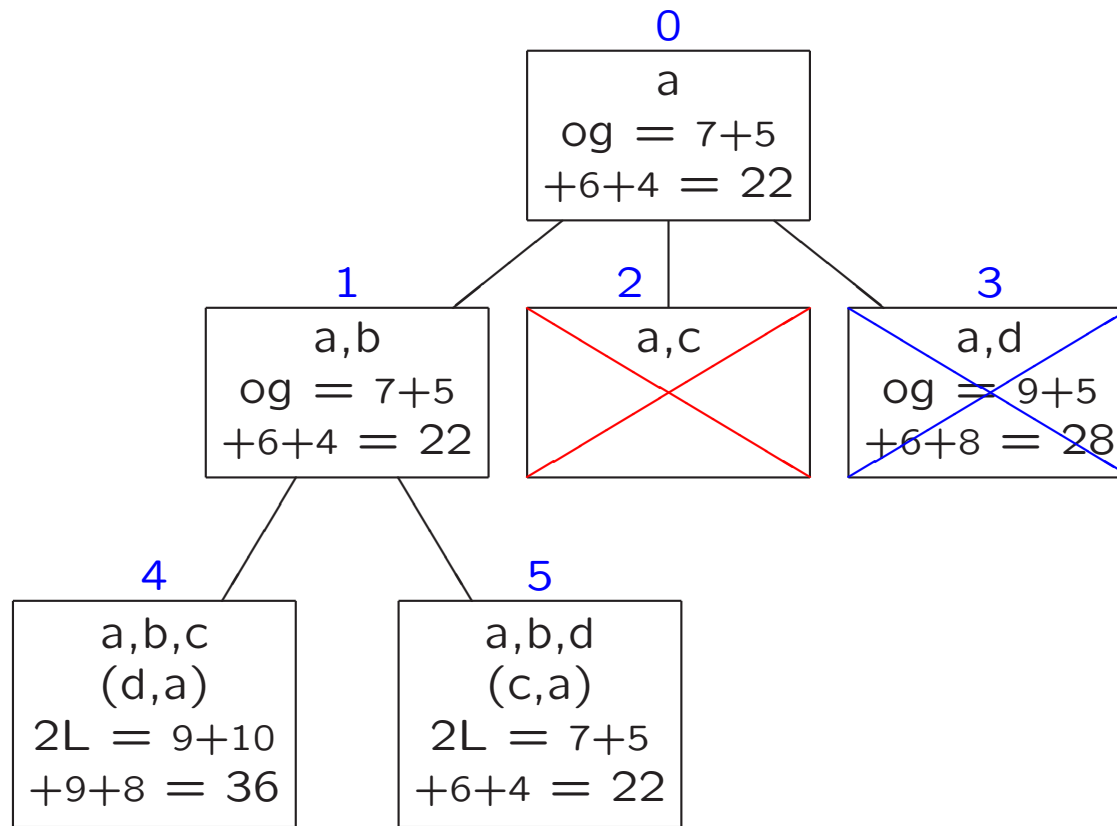 0
a
og = 7+5
+6+4 = 22
1
2
3
a,b
og = 7+5
+6+4 = 22
a,c
a,d
og = 9+5
+6+8 = 28
4
5
a,b,c
(d,a)
2L = 9+10
+9+8 = 36
a,b,d
(c,a)
2L = 7+5
+6+4 = 22